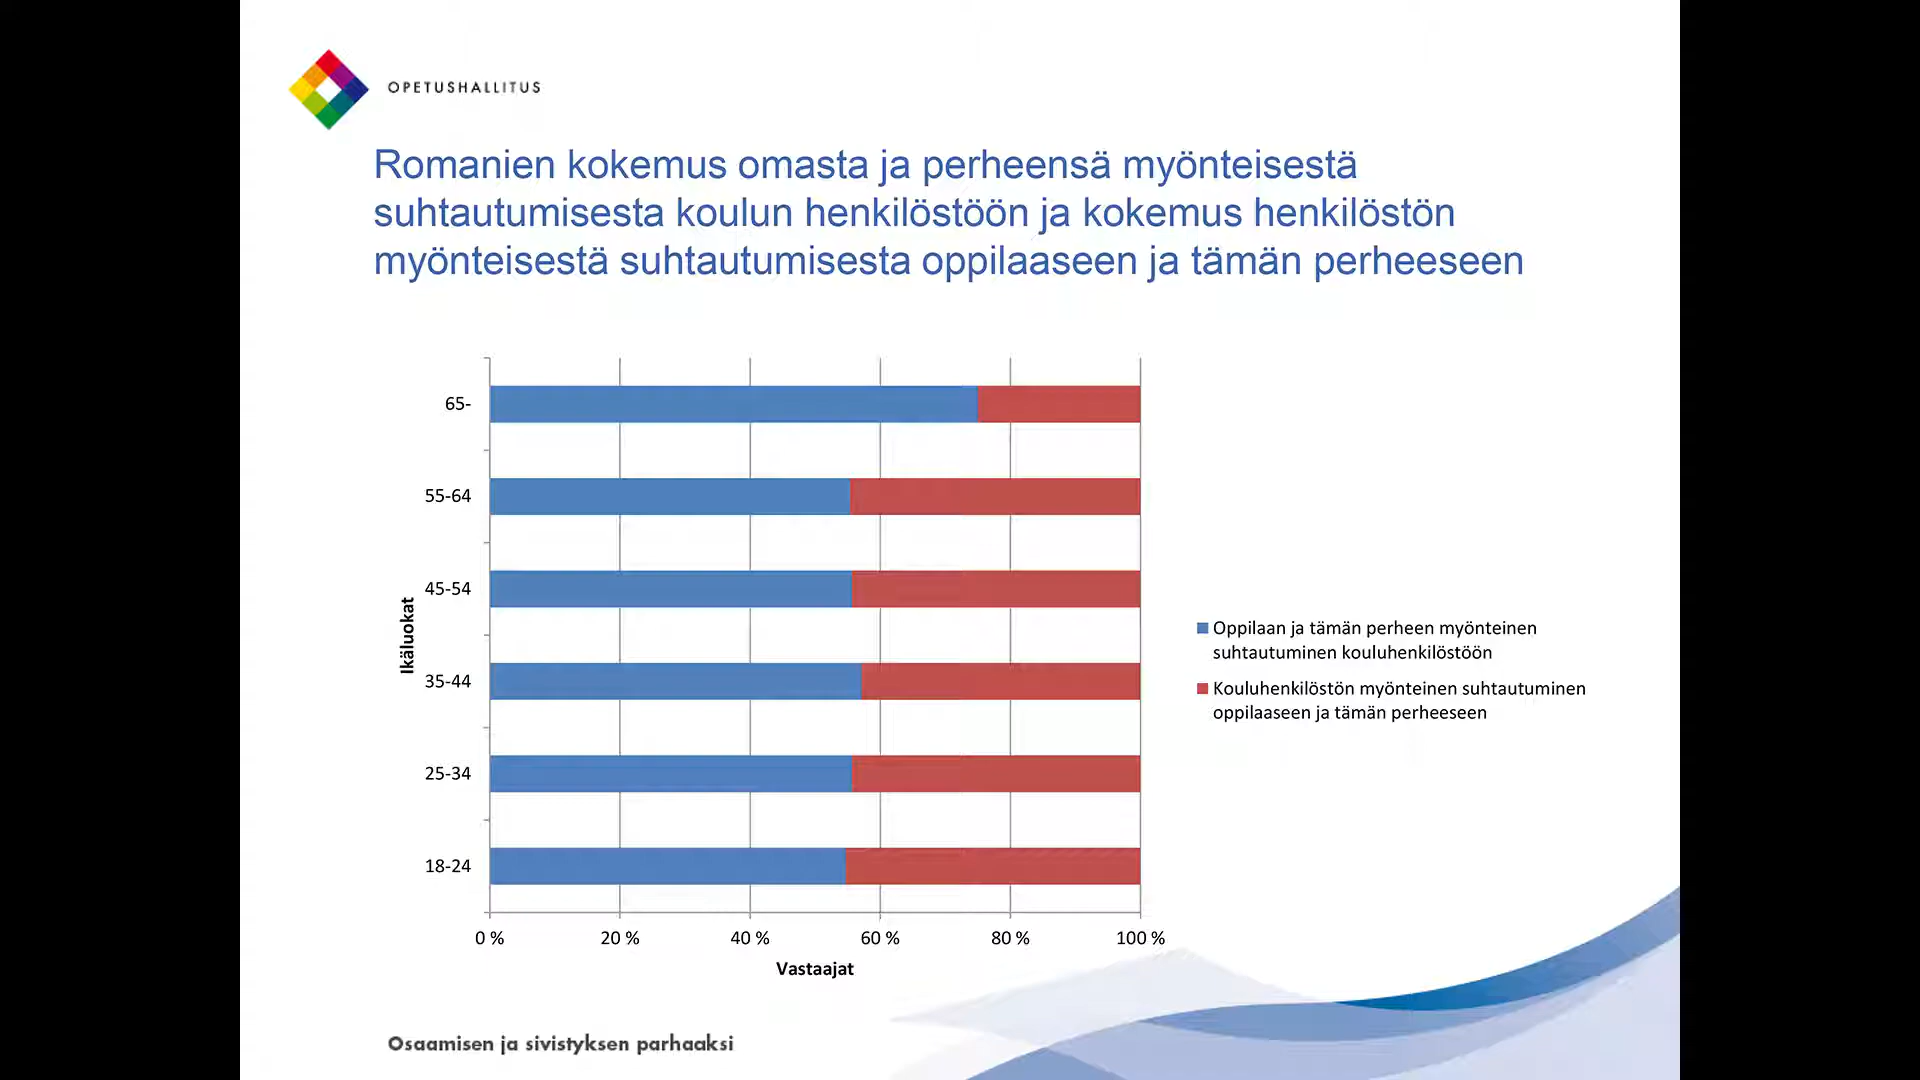 OPETUSHALLITUS
Romanien kokemus omasta ja perheensä myönteisestä
suhtautumisesta koulun henkilöstöön ja kokemus henkilöstön
myönteisestä suhtautumisesta oppilaaseen ja tämän perheeseen
65-
55-64
45-54
35-44
25-34
18-24
Ikäluokat
0 %
20 %
40 %
60 %
80 %
100 %
Vastaajat
Oppilaan ja tämän perheen myönteinen
suhtautuminen kouluhenkilöstöön
Kouluhenkilöstön myönteinen suhtautuminen
oppilaaseen ja tämän perheeseen
Osaamisen ja sivistyksen parhaaksi